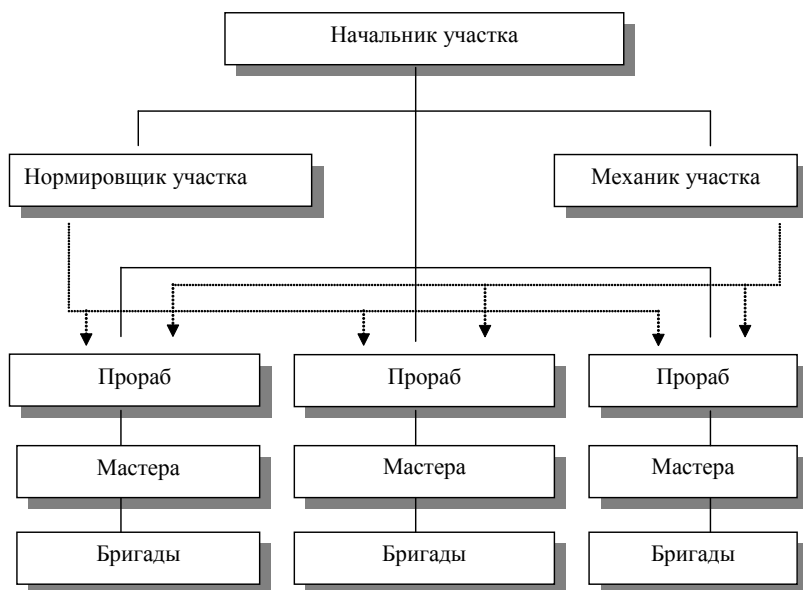 Начальник участка
Нормировщик участка
Механик участка
Прораб
Прораб
Прораб
Мастера
Мастера
Мастера
Бригады
Бригады
Бригады